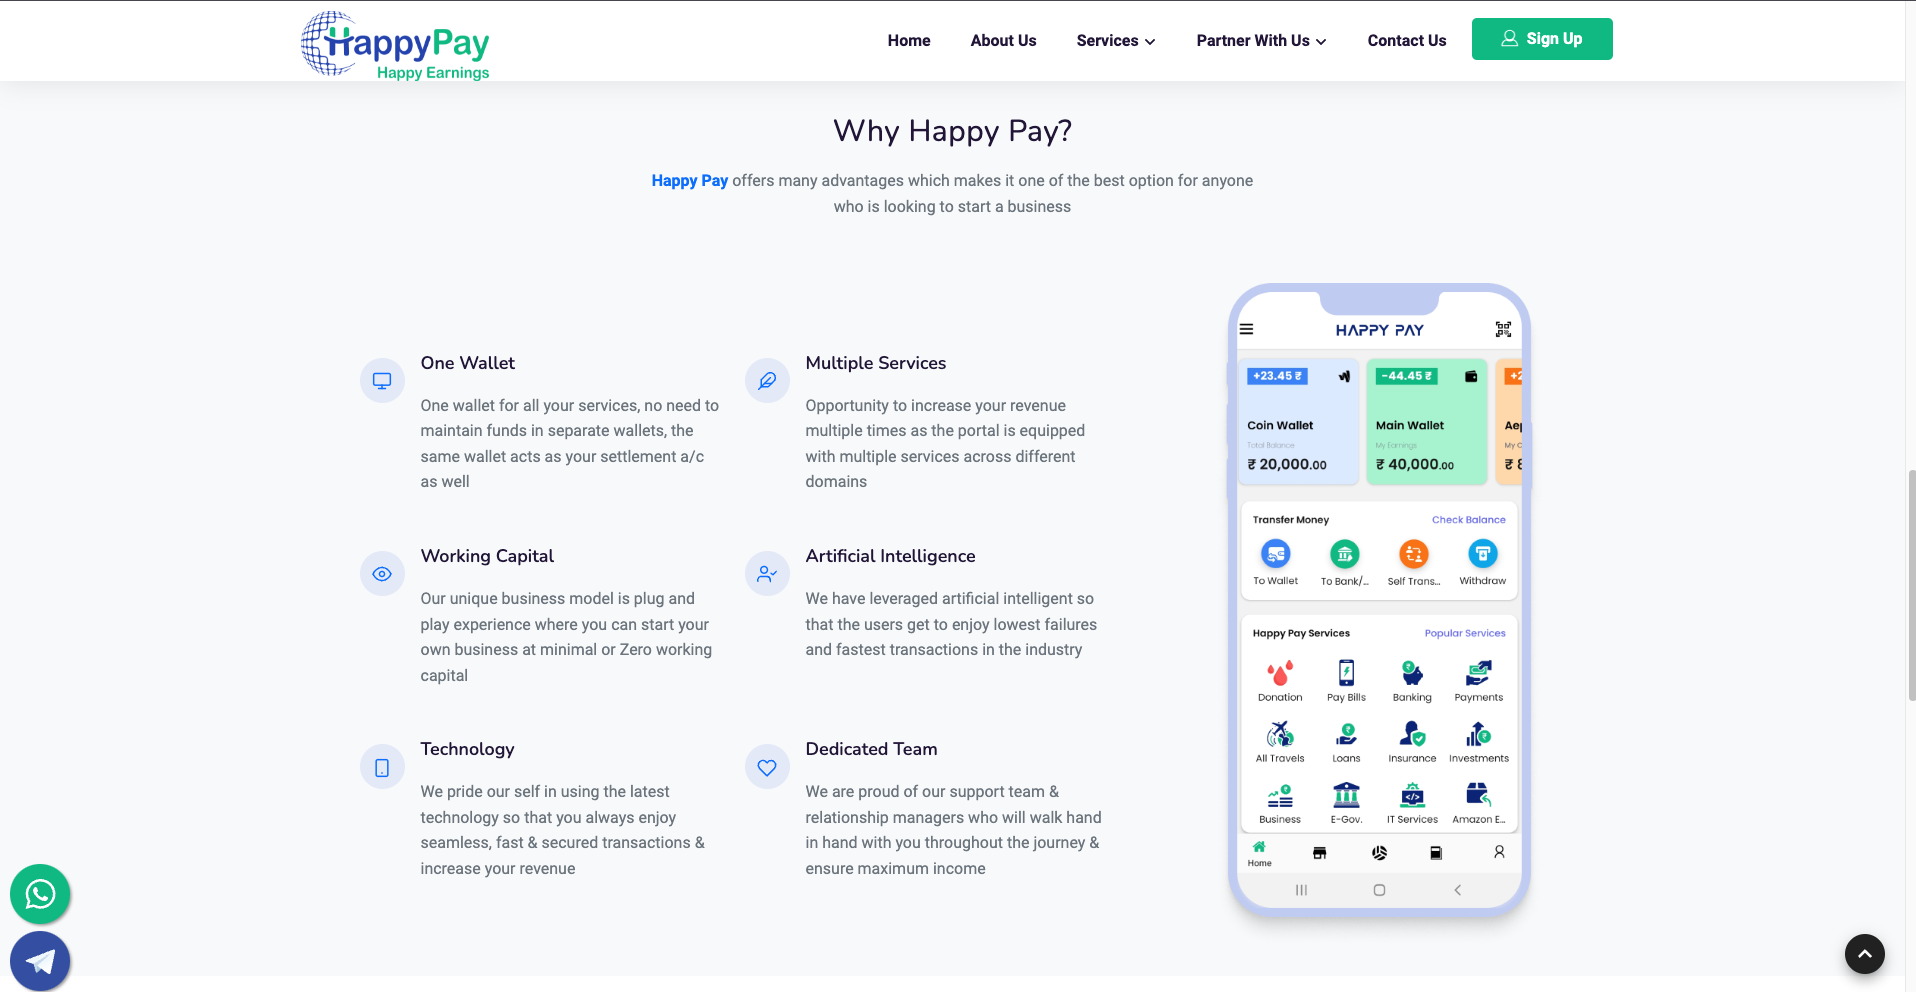 HappyPay
Happy Earnings
Home
About Us
Services
Partner With Us
Contact Us
Sign Up
Why Happy Pay?
Happy Pay offers many advantages which makes it one of the best option for anyone
who is looking to start a business
One Wallet
One wallet for all your services, no need to
maintain funds in separate wallets, the
same wallet acts as your settlement a/c
as well
Multiple Services
Opportunity to increase your revenue
multiple times as the portal is equipped
with multiple services across different
domains
Working Capital
Our unique business model is plug and
play experience where you can start your
own business at minimal or Zero working
capital
Artificial Intelligence
We have leveraged artificial intelligent so
that the users get to enjoy lowest failures
and fastest transactions in the industry
Technology
We pride our self in using the latest
technology so that you always enjoy
seamless, fast & secured transactions &
increase your revenue
Dedicated Team
We are proud of our support team &
relationship managers who will walk hand
in hand with you throughout the journey &
ensure maximum income
HAPPY PAY
+23.45 ₹
Coin Wallet
Total Balance
₹ 20,000.00
-44.45 ₹
Main Wallet
My Earnings
₹ 40,000.00
+2
Aep
My C
₹ 8
Transfer Money
Check Balance
To Wallet
To Bank/...
Self Trans...
Withdraw
Happy Pay Services
Popular Services
Donation
Pay Bills
Banking
Payments
All Travels
Loans
Insurance
Investments
Business
E-Gov.
IT Services
Amazon E...
Home